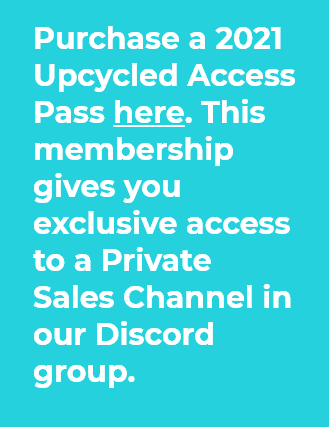 Purchase a 2021
Upcycled Access
Pass here. This
membership
gives you
exclusive access
to a Private
Sales Channel in
our Discord
group.